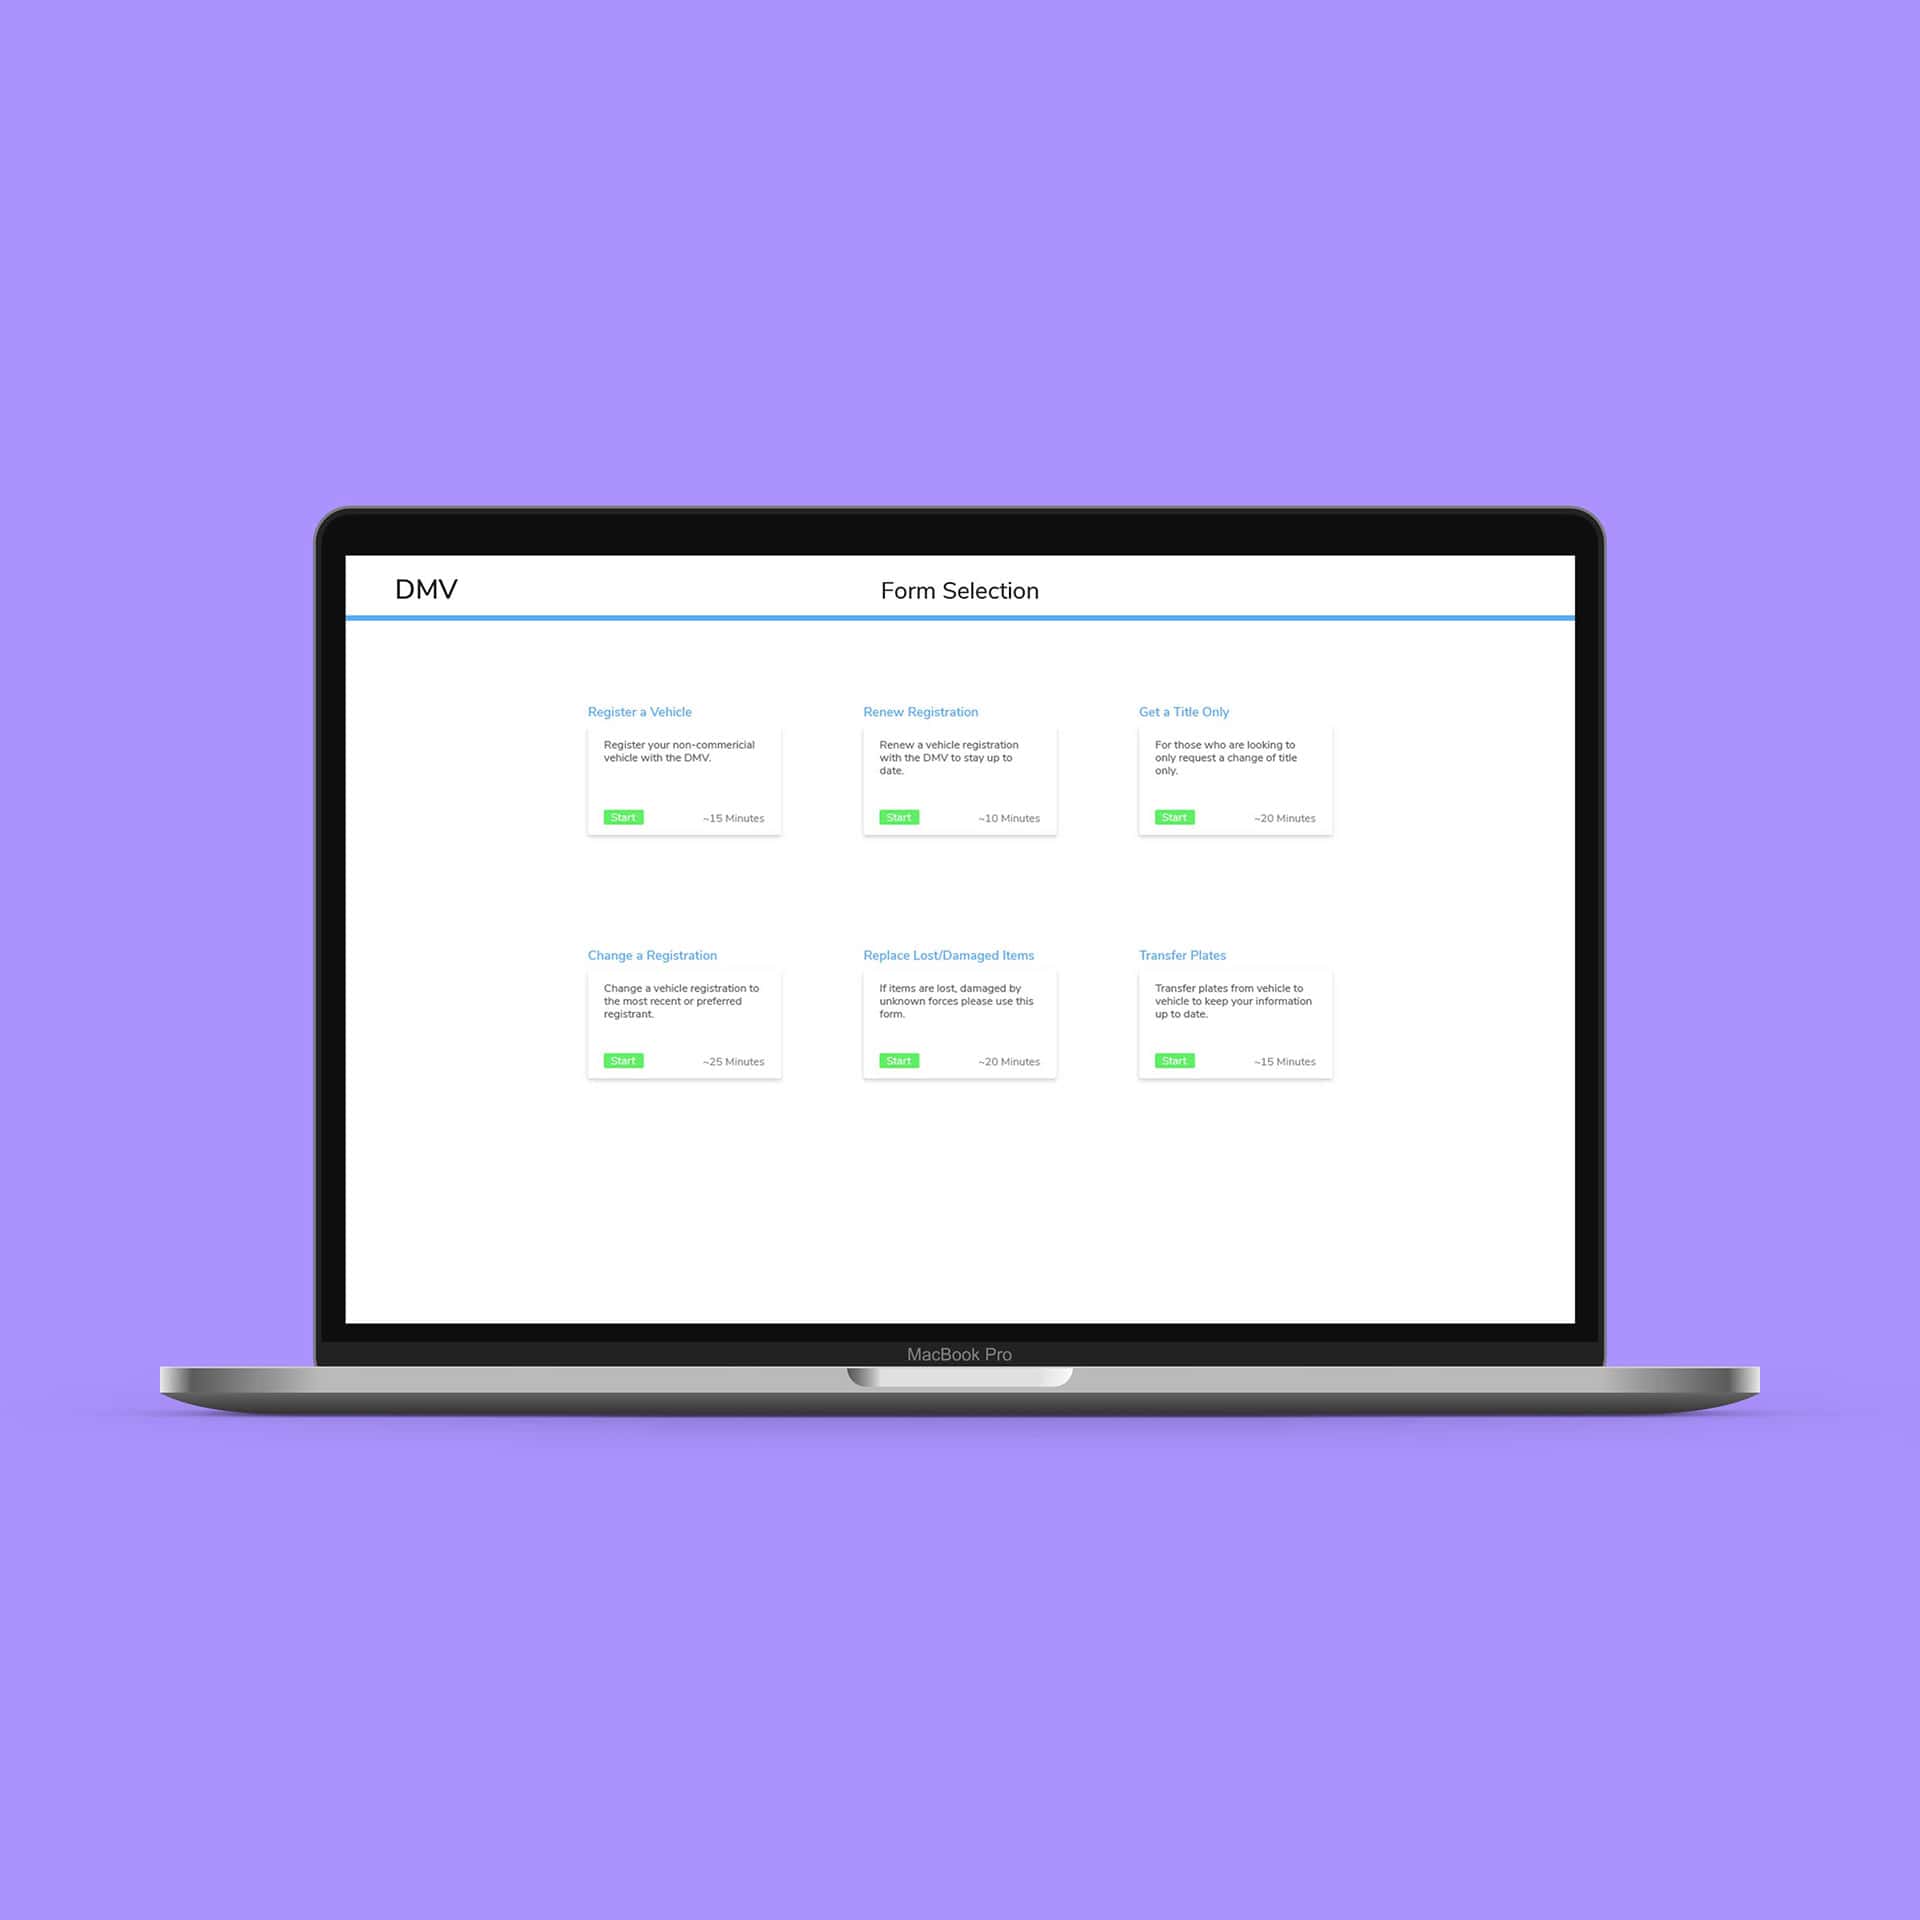 DMV
Form Selection
Register a Vehicle
Register your non-commericial
vehicle with the DMV.
Start
~15 Minutes
Renew Registration
Renew a vehicle registration
with the DMV to stay up to
date.
Start
~10 Minutes
Get a Title Only
For those who are looking to
only request a change of title
only.
Start
~20 Minutes
Change a Registration
Change a vehicle registration to
the most recent or preferred
registrant.
Start
~25 Minutes
Replace Lost/Damaged Items
If items are lost, damaged by
unknown forces please use this
form.
Start
~20 Minutes
Transfer Plates
Transfer plates from vehicle to
vehicle to keep your information
up to date.
Start
~15 Minutes
MacBook Pro